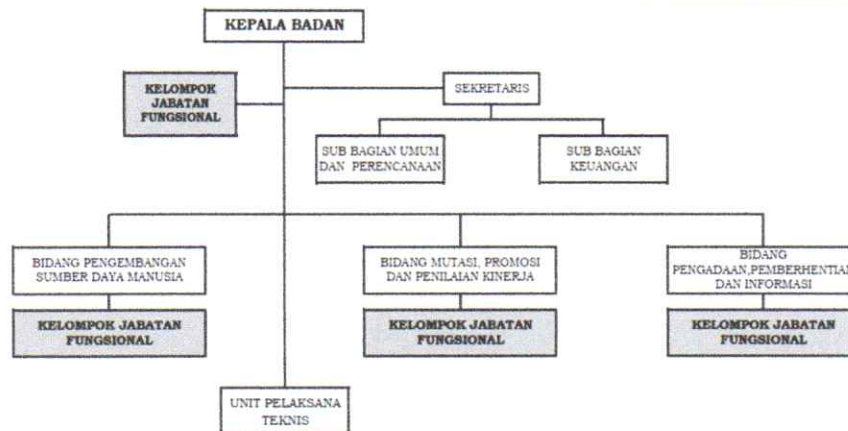 KEPALA BADAN
KELOMPOK
JABATAN
FUNGSIONAL
SEKRETARIS
SUB BAGIAN UMUM
DAN PERENCANAAN
SUB BAGIAN
KEUANGAN
BIDANG PENGEMBANGAN
SUMBER DAYA MANUSIA
BIDANG MUTASI, PROMOSI
DAN PENILAIAN KINERJA
BIDANG
PENGADAAN,PEMBERHENTIAN
DAN INFORMASI
KELOMPOK JABATAN
FUNGSIONAL
KELOMPOK JABATAN
FUNGSIONAL
KELOMPOK JABATAN
FUNGSIONAL
UNIT PELAKSANA
TEKNIS